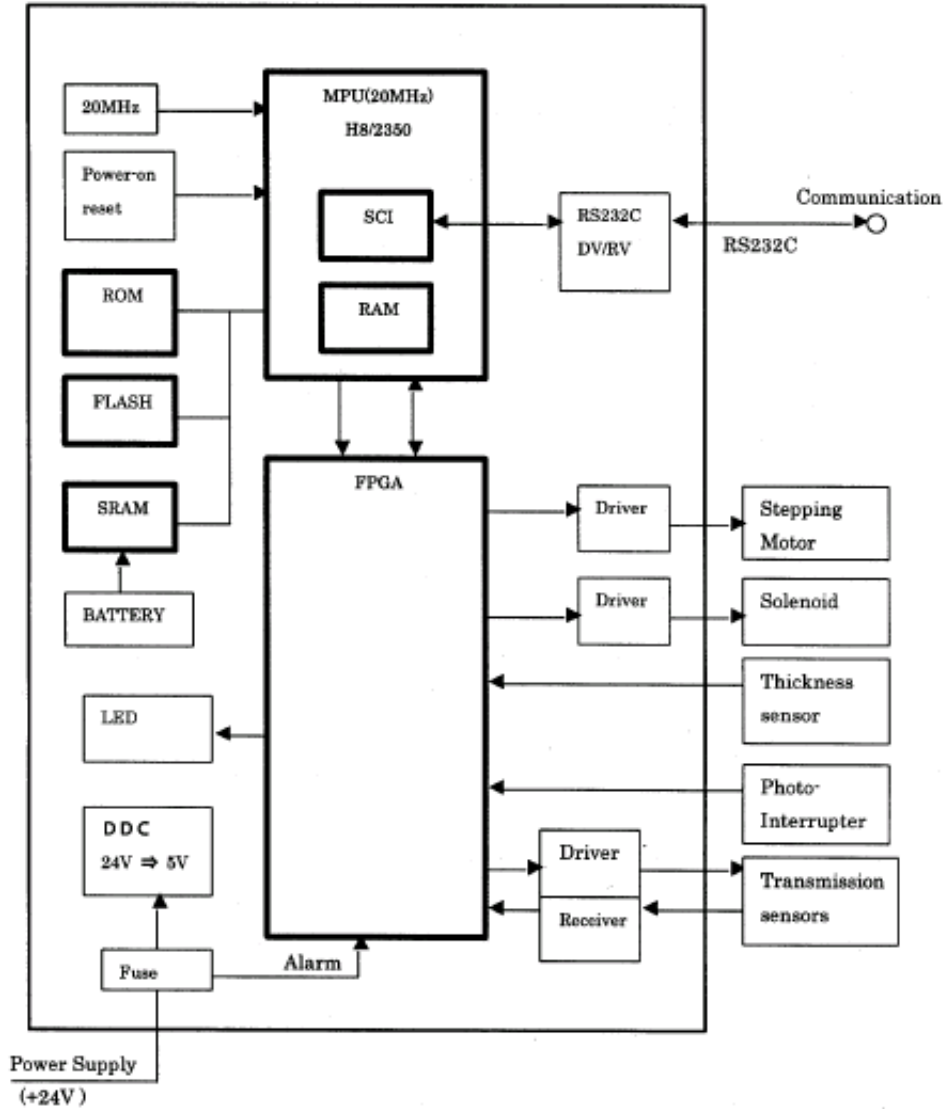 MPU(20MHz)
H8/2350
20MHz
Power-on
reset
SCI
RS232C
DV/RV
Communication
RS232C
ROM
RAM
FLASH
FPGA
SRAM
Driver
Stepping
Motor
BATTERY
Driver
Solenoid
Thickness
sensor
LED
Photo-
Interrupter
DDC
24V ⇒ 5V
Driver
Transmission
sensors
Receiver
Fuse
Alarm
Power Supply
(+24V )